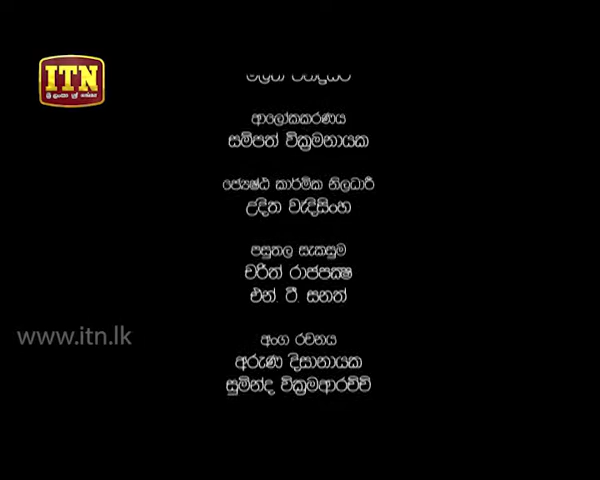 ITN
ආලෝකකරණය
සම්පත් වික්‍රමනායක
ජ්‍යෙෂ්ඨ කාර්මික නිලධාරී
උදිත වැදිසිංහ
පසුතල සැකසුම
චරිත් රාජපක්ෂ
එන්. ටී. සනත්
www.itn.lk
අංග රචනය
අරුණ දිසානායක
සුමින්ද වික්‍රමආරච්චි